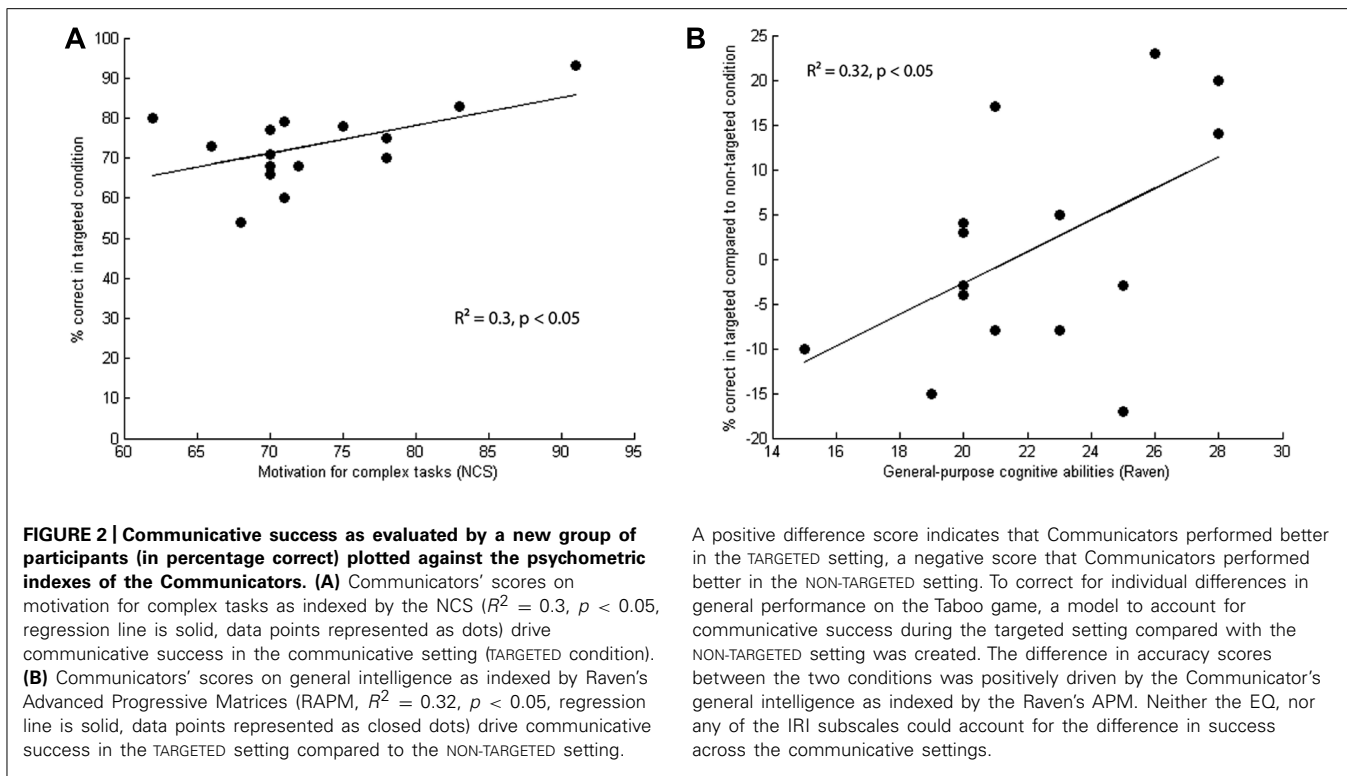 A
100
90
80
70
60
50
40
30
20
10
0
% correct in targeted condition
R² = 0.3, p < 0.05
60 65 70 75 80 85 90 95
Motivation for complex tasks (NCS)
B
25
20
15
10
5
0
-5
-10
-15
-20
% correct in targeted compared to non-targeted condition
R² = 0.32, p < 0.05
14 16 18 20 22 24 26 28 30
General-purpose cognitive abilities (Raven)
FIGURE 2 | Communicative success as evaluated by a new group of
participants (in percentage correct) plotted against the psychometric
indexes of the Communicators. (A) Communicators' scores on
motivation for complex tasks as indexed by the NCS (R² = 0.3, p < 0.05,
regression line is solid, data points represented as dots) drive
communicative success in the communicative setting (TARGETED condition).
(B) Communicators' scores on general intelligence as indexed by Raven's
Advanced Progressive Matrices (RAPM, R² = 0.32, p < 0.05, regression
line is solid, data points represented as closed dots) drive communicative
success in the TARGETED setting compared to the NON-TARGETED setting.
A positive difference score indicates that Communicators performed better
in the TARGETED setting, a negative score that Communicators performed
better in the NON-TARGETED setting. To correct for individual differences in
general performance on the Taboo game, a model to account for
communicative success during the targeted setting compared with the
NON-TARGETED setting was created. The difference in accuracy scores
between the two conditions was positively driven by the Communicator's
general intelligence as indexed by the Raven's APM. Neither the EQ, nor
any of the IRI subscales could account for the difference in success
across the communicative settings.